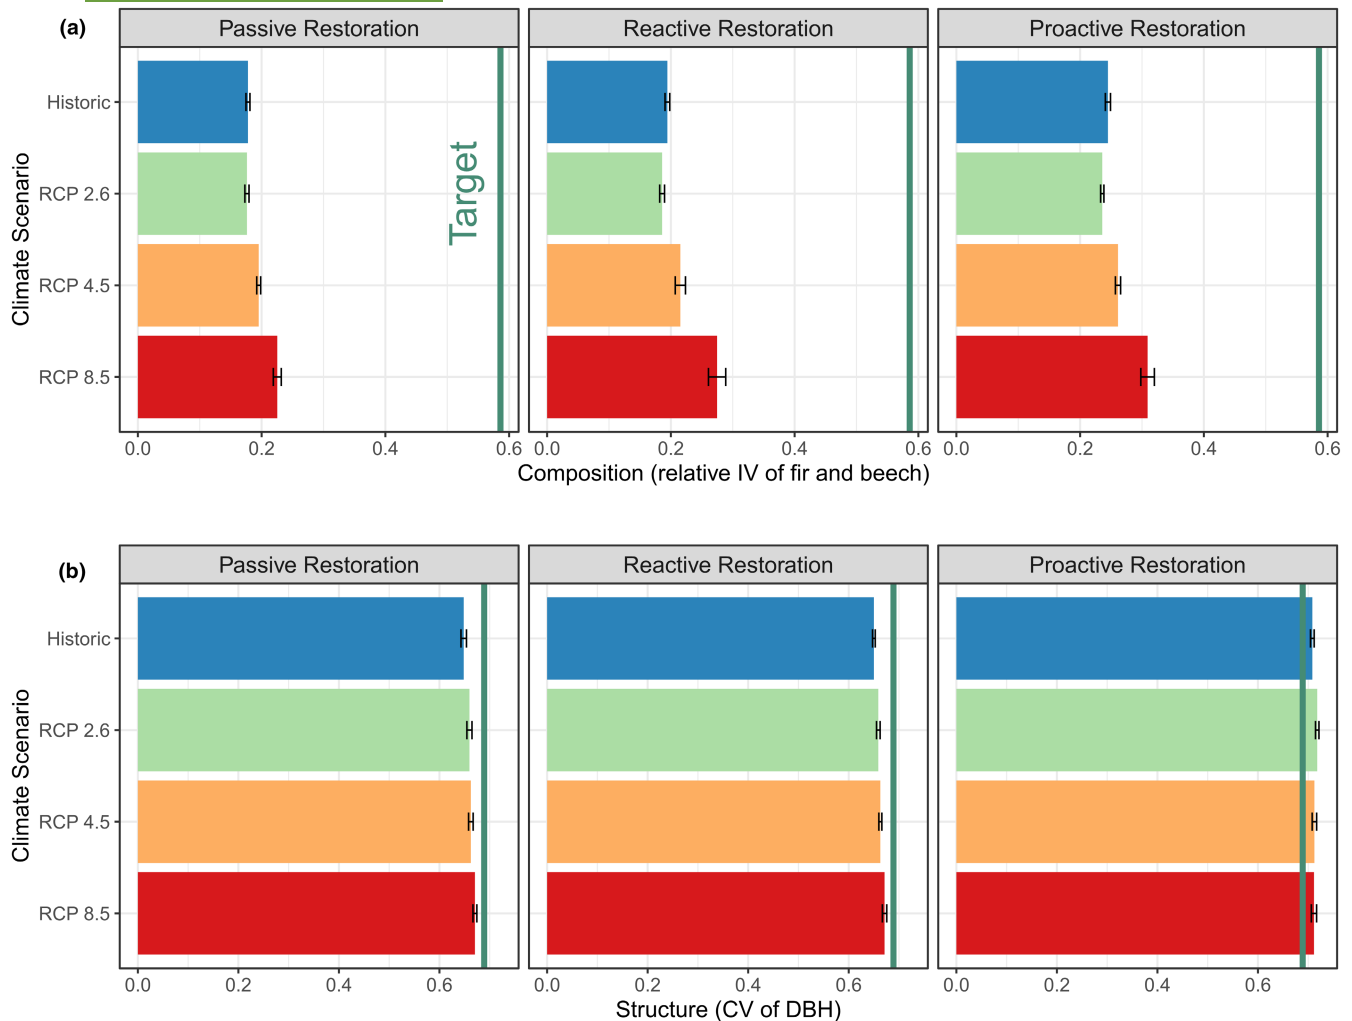 (a)
Passive Restoration
Reactive Restoration
Proactive Restoration
Climate Scenario
Historic
RCP 2.6
RCP 4.5
RCP 8.5
Target
0.0 0.2 0.4 0.6
0.0 0.2 0.4 0.6
0.0 0.2 0.4 0.6
Composition (relative IV of fir and beech)
(b)
Passive Restoration
Reactive Restoration
Proactive Restoration
Climate Scenario
Historic
RCP 2.6
RCP 4.5
RCP 8.5
0.0 0.2 0.4 0.6
0.0 0.2 0.4 0.6
0.0 0.2 0.4 0.6
Structure (CV of DBH)